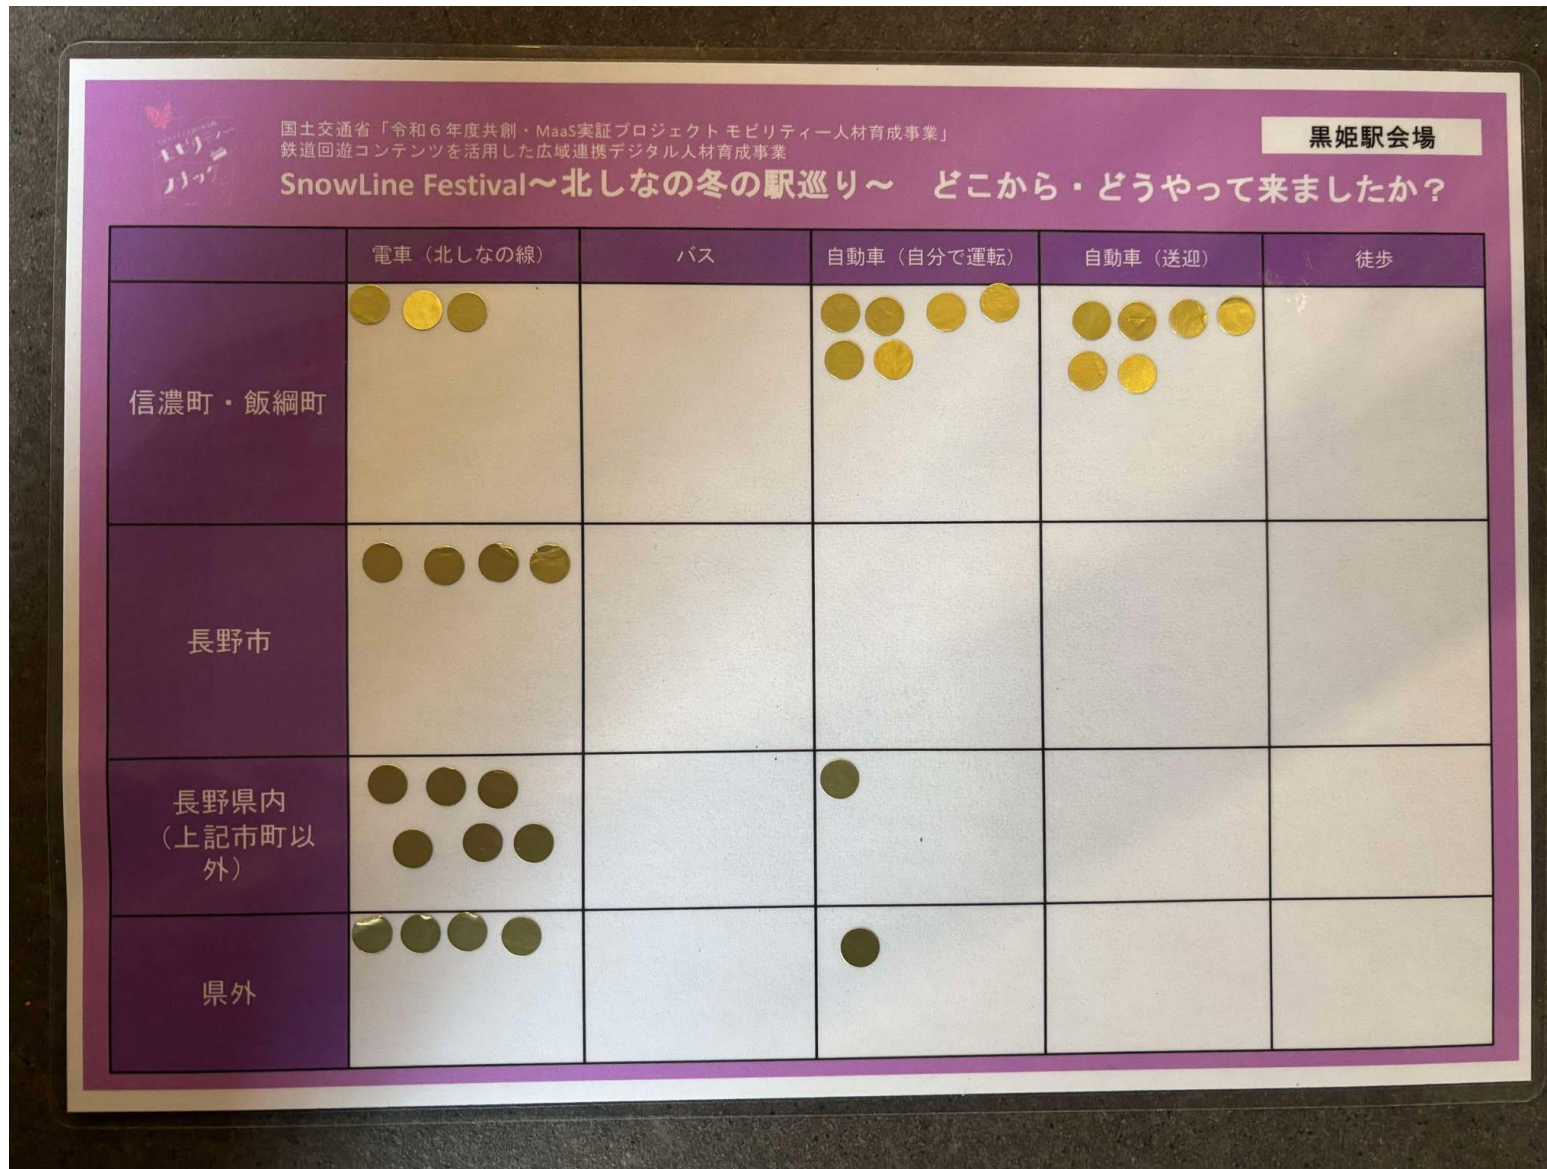 国土交通省「令和６年度共創・MaaS実証プロジェクト モビリティー人材育成事業」
鉄道回遊コンテンツを活用した広域連携デジタル人材育成事業
黒姫駅会場
SnowLine Festival～北しなの冬の駅巡り～　どこから・どうやって来ましたか？
電車（北しなの線）
バス
自動車（自分で運転）
自動車（送迎）
徒歩
信濃町・飯綱町
長野市
長野県内
（上記市町以
外）
県外